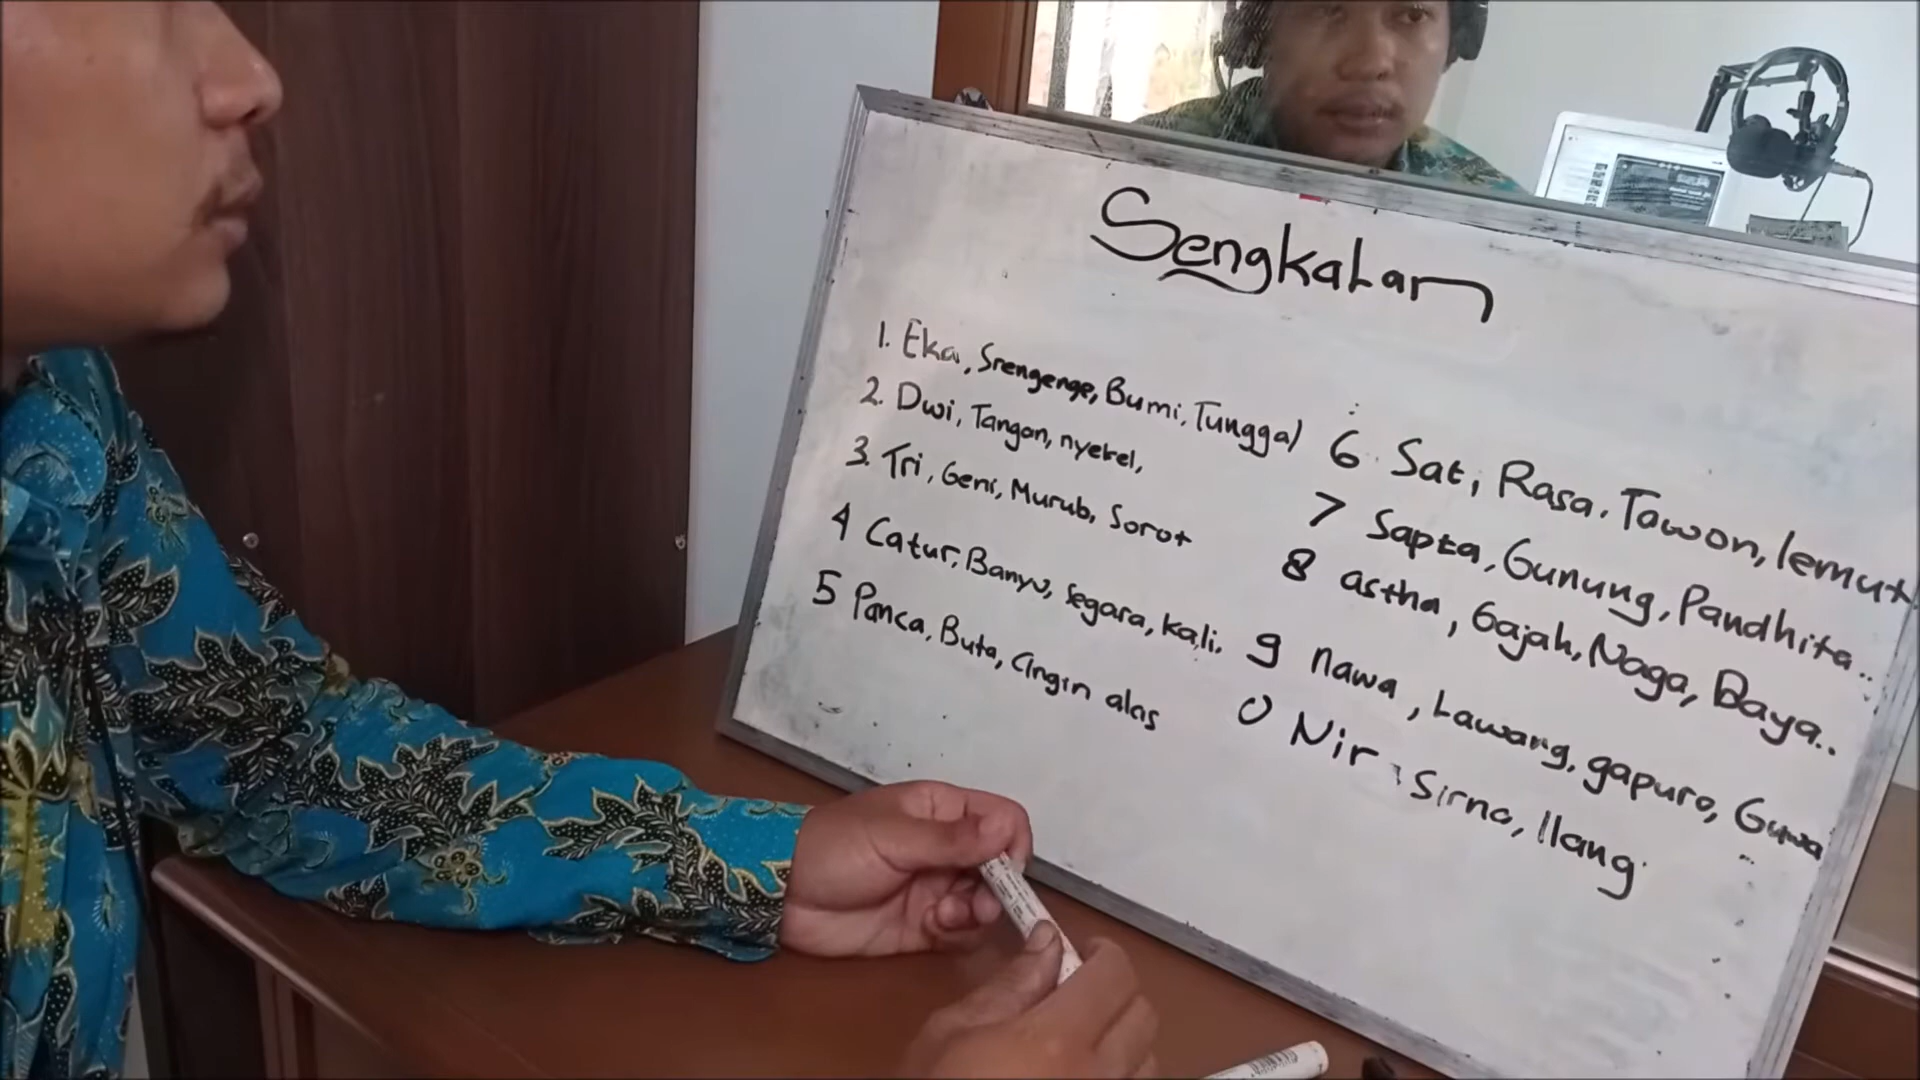 Sengkalan
1. Eka, Srengenge, Bumi, Tunggal
2. Dwi, Tangan, nyekel,
3. Tri, Geni, Murub, Sorot
4 Catur, Banyu, Segara, Kali.
5 Panca, Buta, Cingin alas
6. Sat, Rasa, Tawon, lemut
7 Sapta, Gunung, Pandhita..
8 astha, Gajah, Naga, Baya..
9 nawa, Lawang, gapuro, Guwa ...
0 Nir, Sirno, Ilang